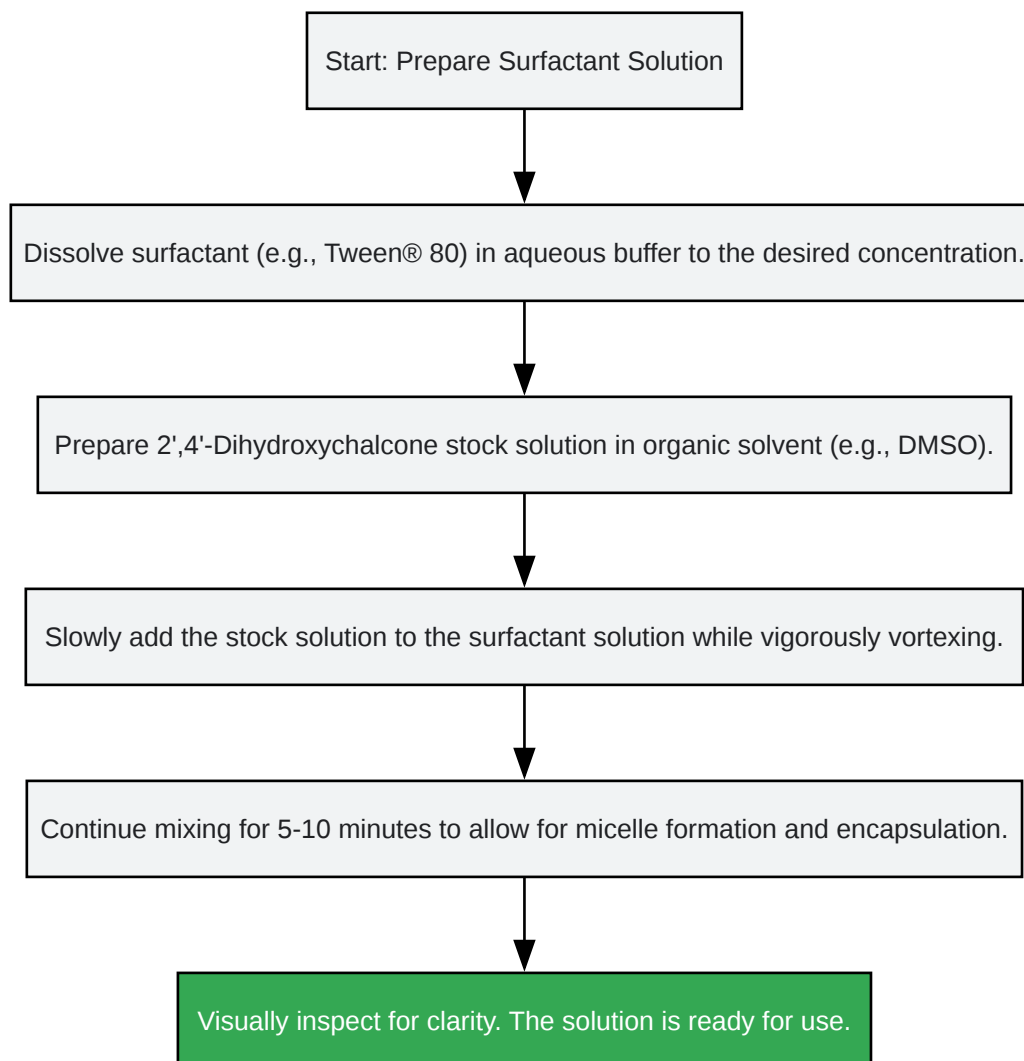 Start: Prepare Surfactant Solution
Dissolve surfactant (e.g., Tween® 80) in aqueous buffer to the desired concentration.
Prepare 2',4'-Dihydroxychalcone stock solution in organic solvent (e.g., DMSO).
Slowly add the stock solution to the surfactant solution while vigorously vortexing.
Continue mixing for 5-10 minutes to allow for micelle formation and encapsulation.
Visually inspect for clarity. The solution is ready for use.